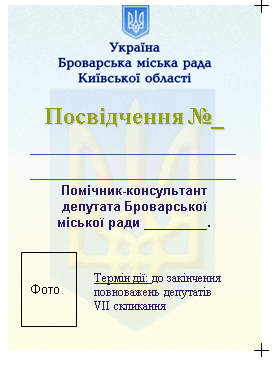 Україна
Броварська міська рада
Київської області
Посвідчення №_
Помічник-консультант
депутата Броварської
міської ради ________.
Фото
Термін дії: до закінчення
повноважень депутатів
VII скликання